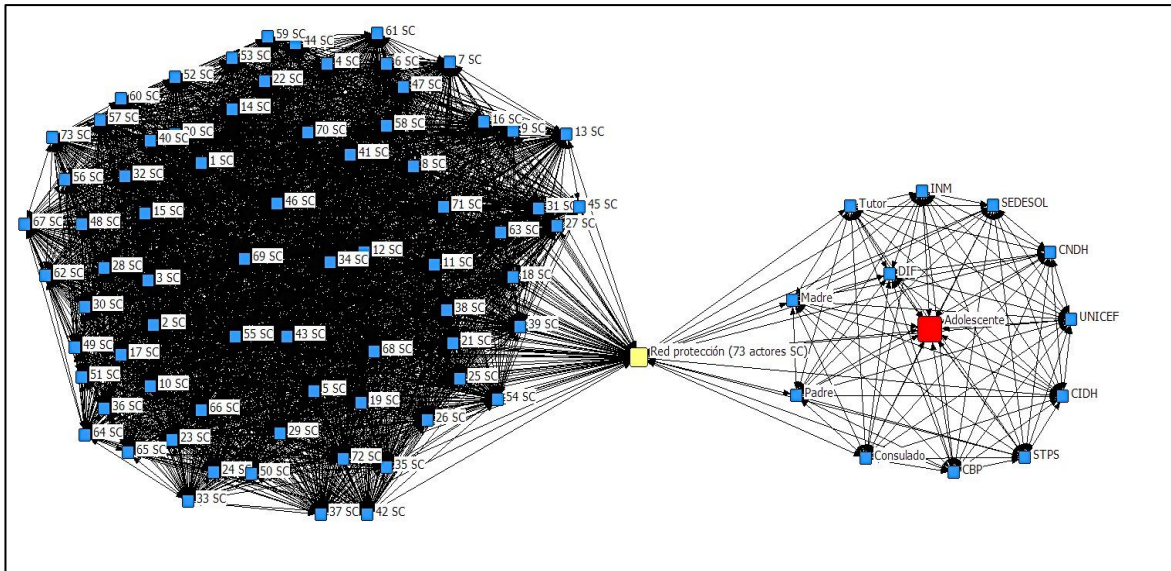 59 SC
44 SC
61 SC
53 SC
4 SC
6 SC
7 SC
52 SC
22 SC
47 SC
60 SC
14 SC
57 SC
70 SC
58 SC
16 SC
9 SC
13 SC
73 SC
40 SC
20 SC
1 SC
41 SC
8 SC
56 SC
32 SC
46 SC
71 SC
31 SC
45 SC
67 SC
48 SC
15 SC
63 SC
27 SC
62 SC
28 SC
3 SC
69 SC
34 SC
12 SC
11 SC
18 SC
30 SC
2 SC
38 SC
39 SC
49 SC
17 SC
55 SC
43 SC
68 SC
21 SC
51 SC
10 SC
5 SC
19 SC
25 SC
54 SC
36 SC
66 SC
26 SC
64 SC
65 SC
23 SC
29 SC
24 SC
50 SC
72 SC
35 SC
33 SC
37 SC
42 SC
Red protección (73 actores SC)
INM
Tutor
SEDESOL
CNDH
DIF
Madre
UNICEF
Adolescente
Padre
CIDH
Consulado
CBP
STPS